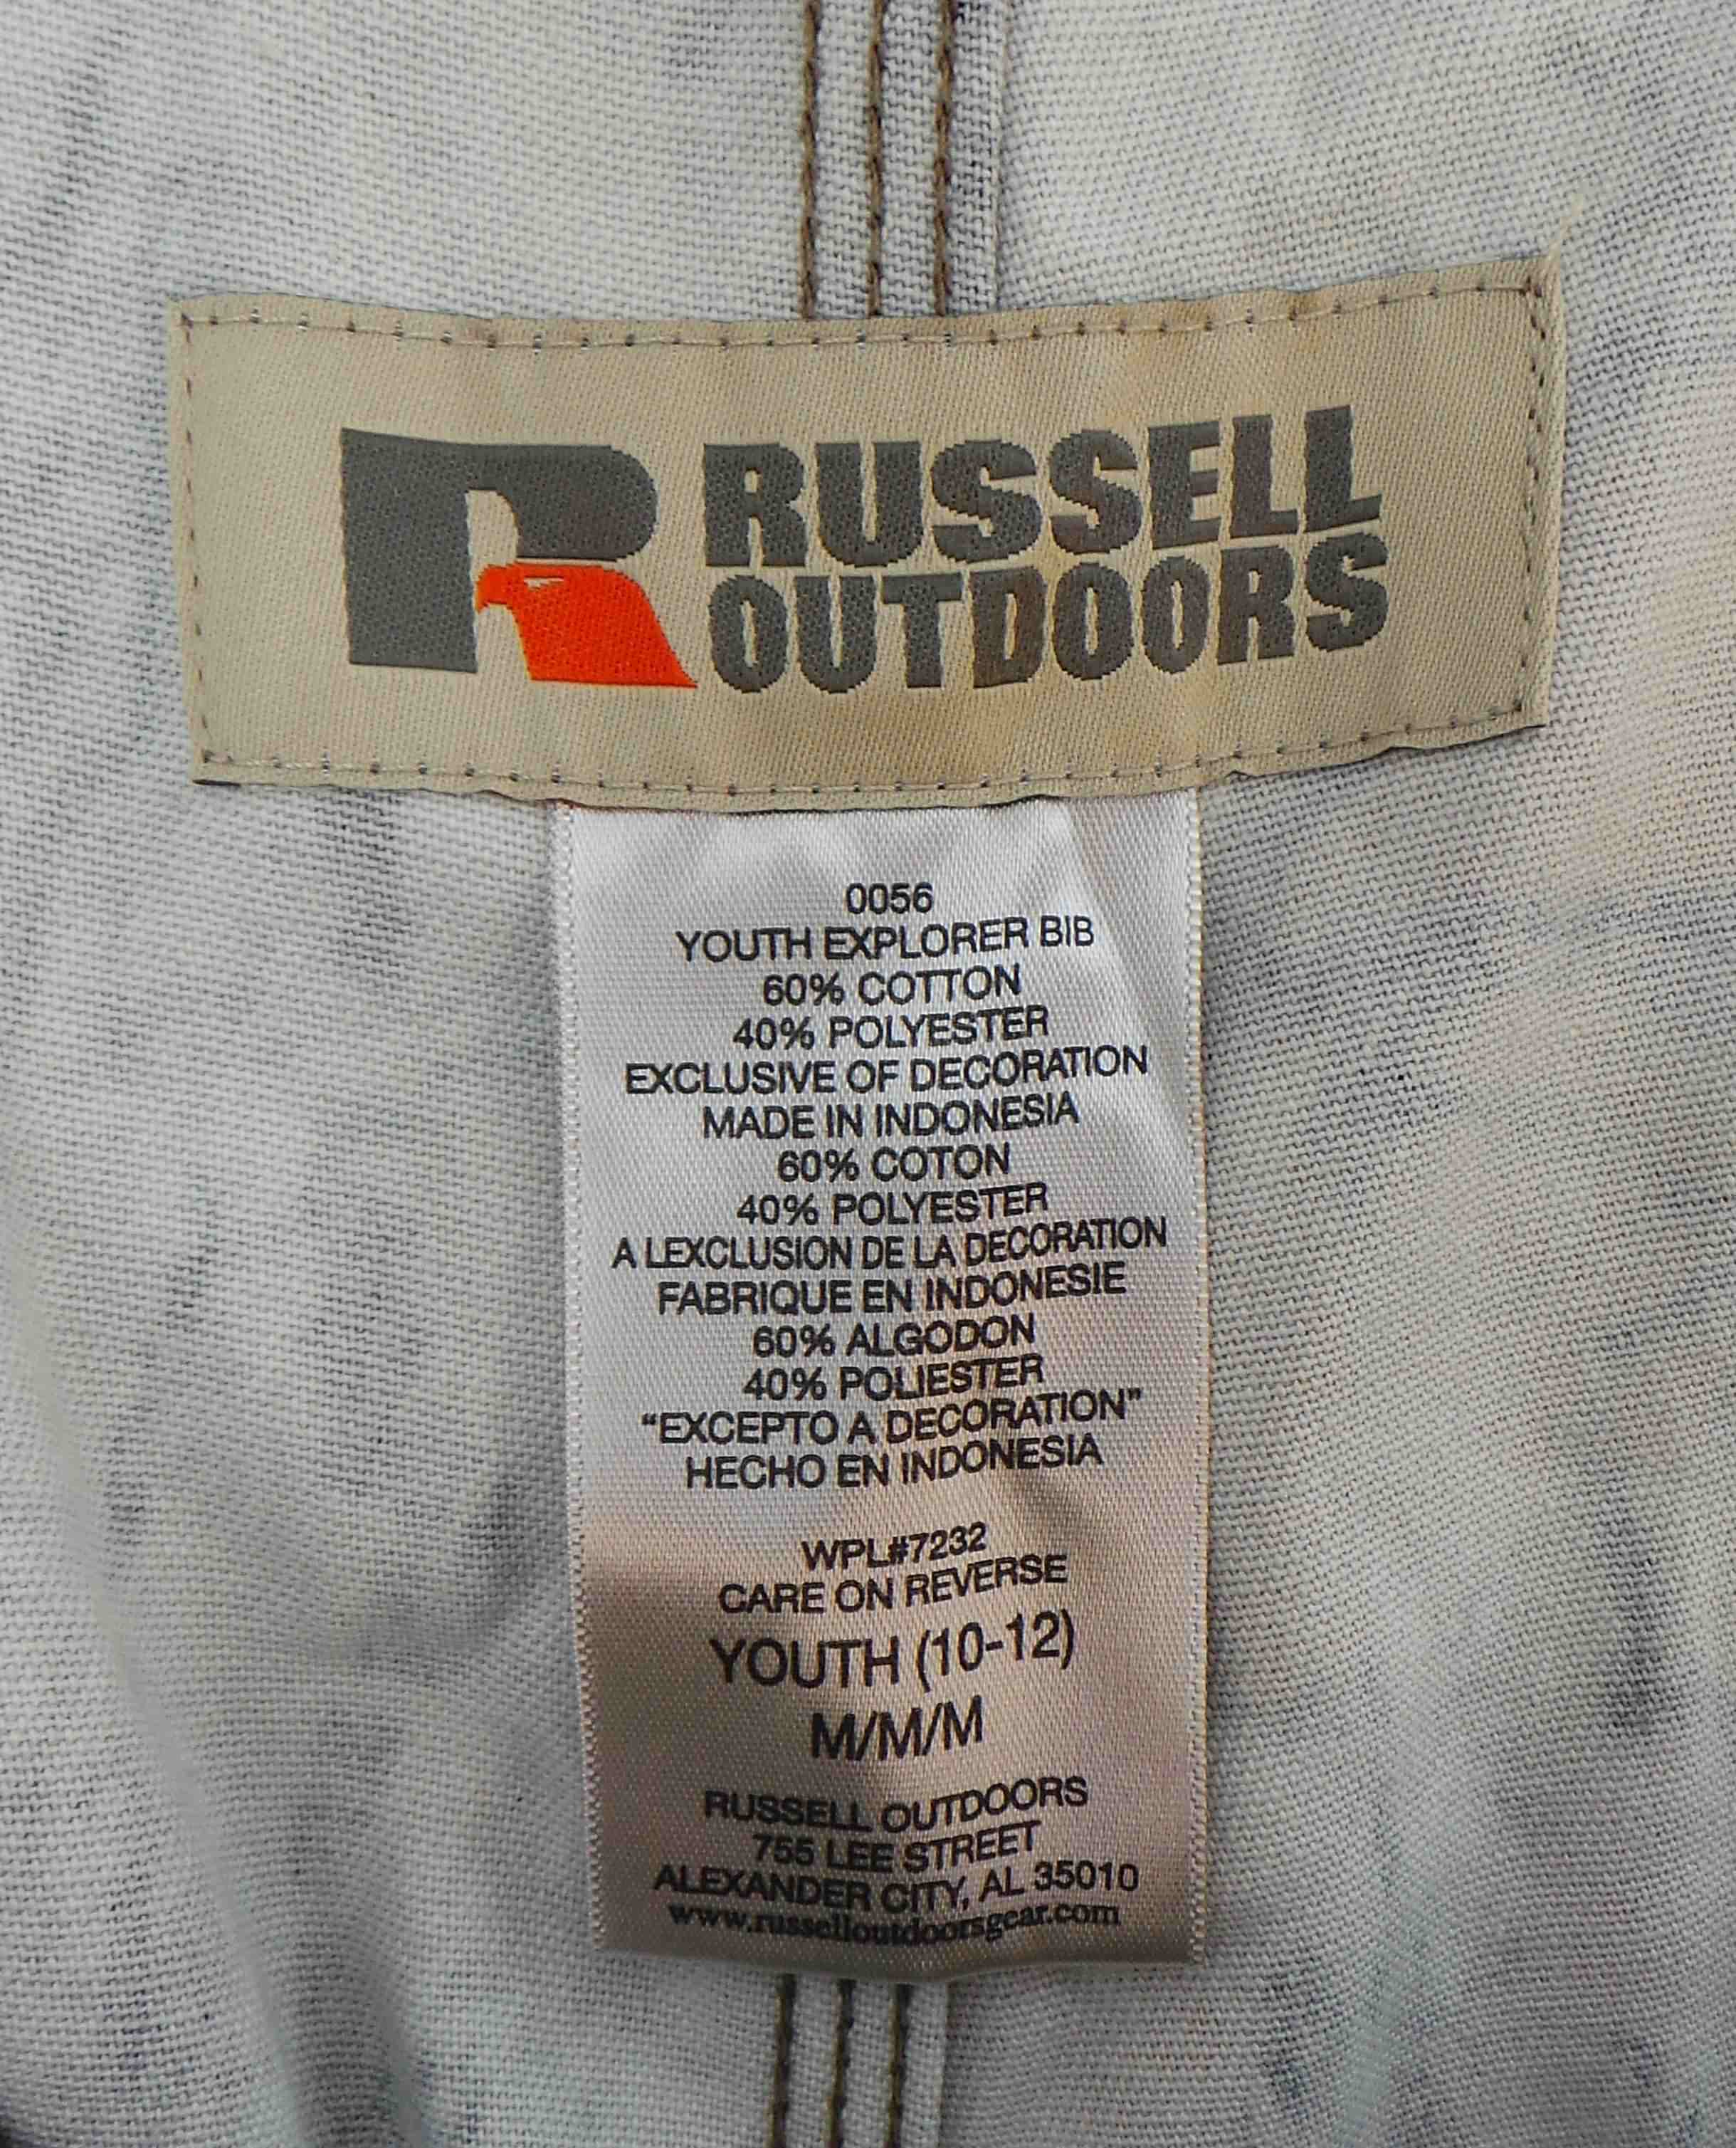 RUSSELL
OUTDOORS
0056
YOUTH EXPLORER BIB
60% COTTON
40% POLYESTER
EXCLUSIVE OF DECORATION
MADE IN INDONESIA
60% COTON
40% POLYESTER
A LEXCLUSION DE LA DECORATION
FABRIQUE EN INDONESIE
60% ALGODON
40% POLIESTER
“EXCEPTO A DECORATION”
HECHO EN INDONESIA
WPL#7232
CARE ON REVERSE
YOUTH (10-12)
M/M/M
RUSSELL OUTDOORS
755 LEE STREET
ALEXANDER CITY, AL 35010
www.russelloutdoorsgear.com